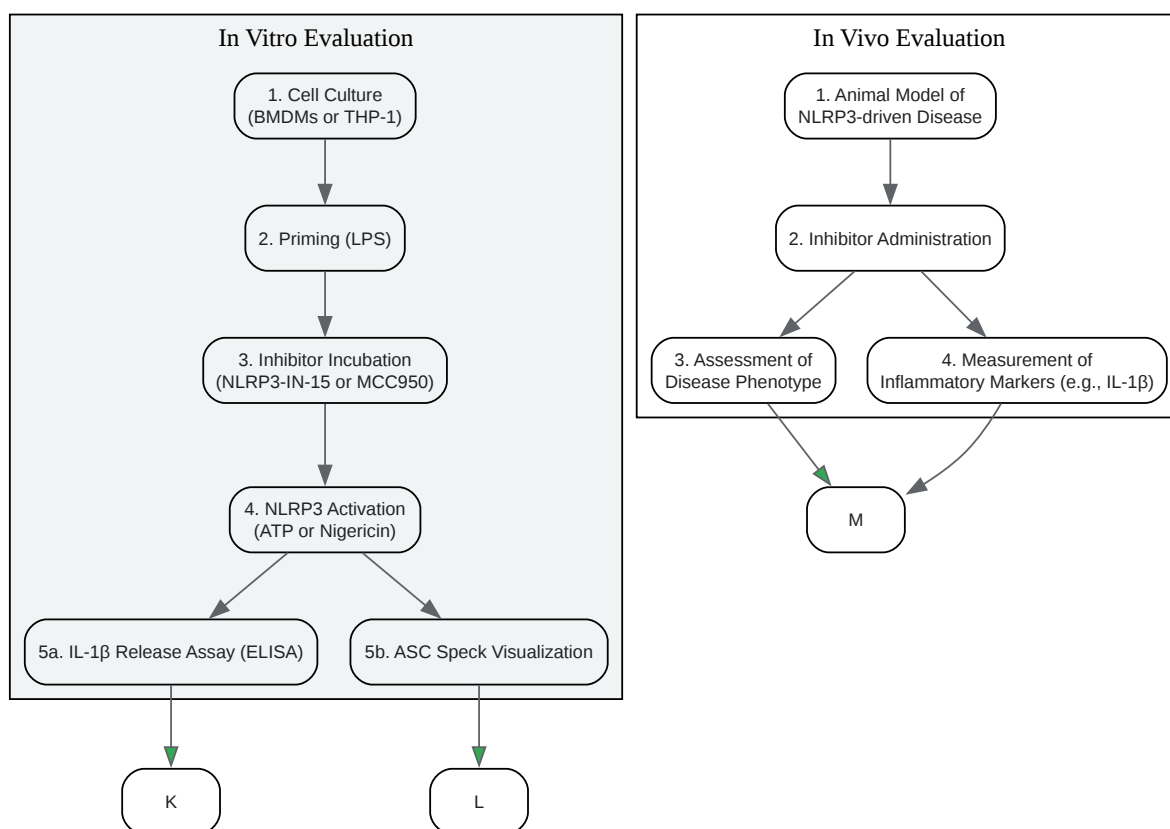 In Vitro Evaluation
1. Cell Culture
(BMDMs or THP-1)
2. Priming (LPS)
3. Inhibitor Incubation
(NLRP3-IN-15 or MCC950)
4. NLRP3 Activation
(ATP or Nigericin)
5a. IL-1β Release Assay (ELISA)
5b. ASC Speck Visualization
K
L
In Vivo Evaluation
1. Animal Model of
NLRP3-driven Disease
2. Inhibitor Administration
3. Assessment of
Disease Phenotype
4. Measurement of
Inflammatory Markers (e.g., IL-1β)
M